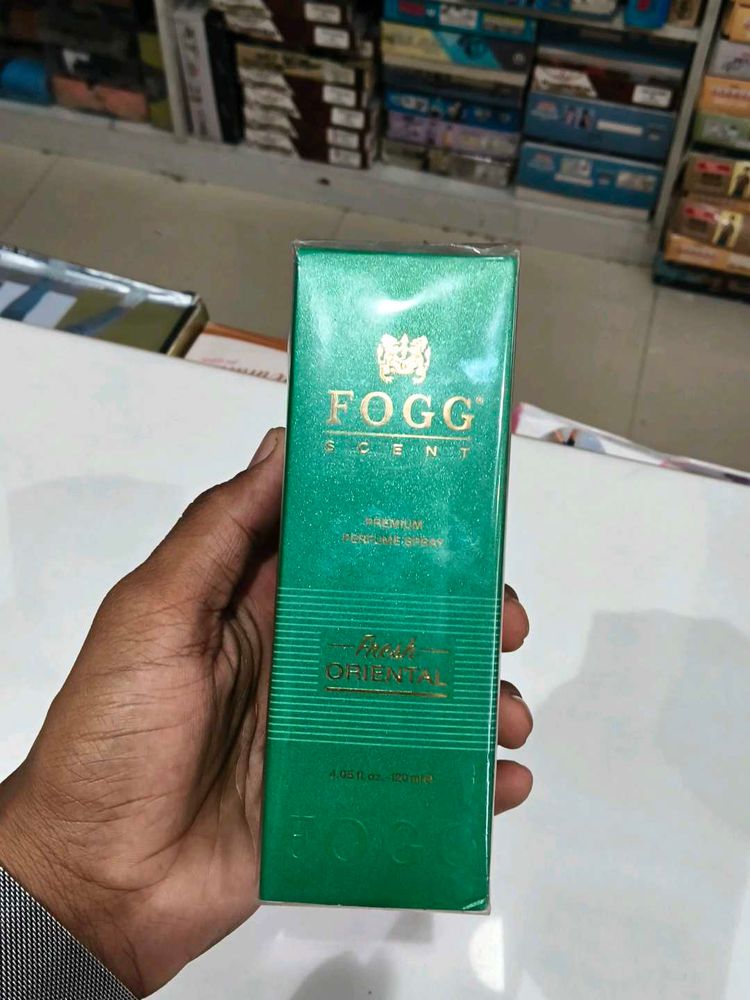 FOGG®
SCENT
PREMIUM
PERFUME SPRAY
Fresh
ORIENTAL
4.05 fl. oz. - 120 ml e
FOGG